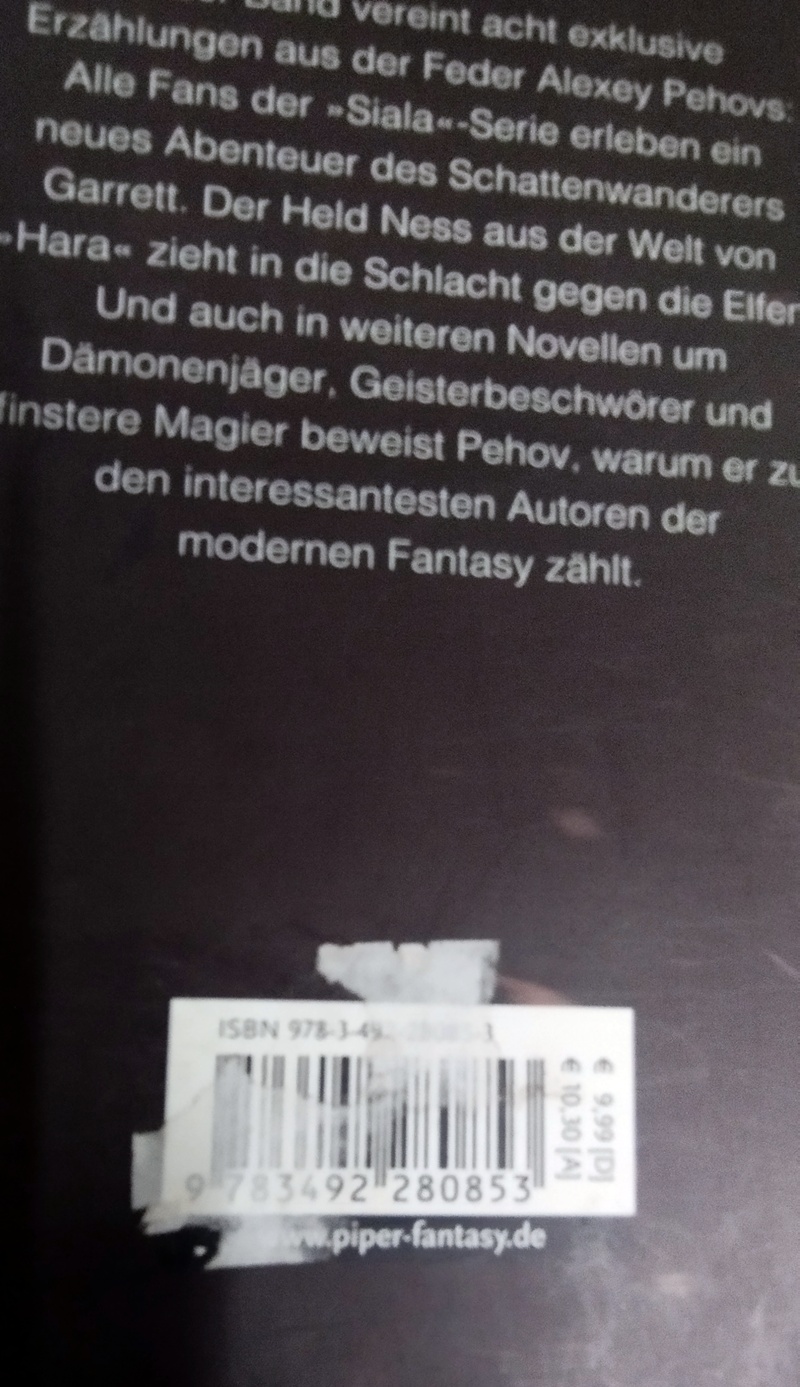 Band vereint acht exklusive
Erzählungen aus der Feder Alexey Pehovs:
Alle Fans der »Siala«-Serie erleben ein
neues Abenteuer des Schattenwanderers
Garrett. Der Held Ness aus der Welt von
»Hara« zieht in die Schlacht gegen die Elfen
Und auch in weiteren Novellen um
Dämonenjäger, Geisterbeschwörer und
finstere Magier beweist Pehov, warum er zu
den interessantesten Autoren der
modernen Fantasy zählt.
ISBN 978-3-49
€ 9,99 [D]
€ 10,30 [A]
9 783492 280853
www.piper-fantasy.de